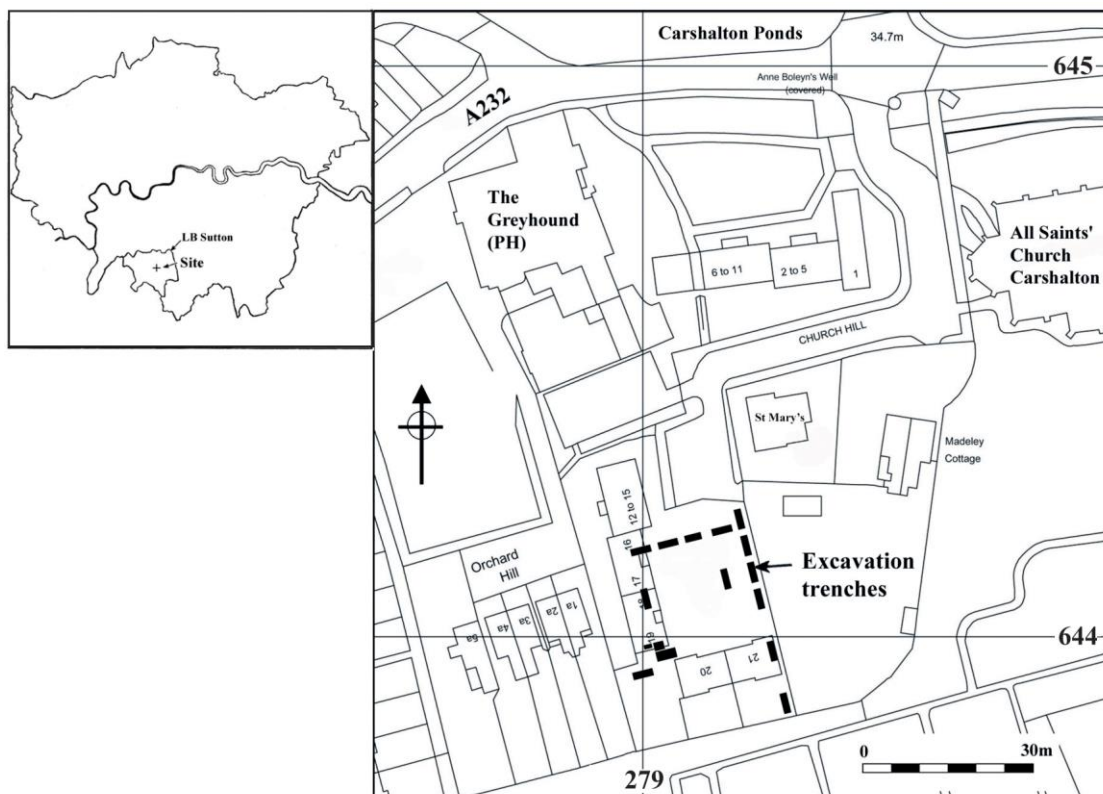 LB Sutton
Site
Carshalton Ponds
34.7m
645
Anne Boleyn's Well
(covered)
A232
The
Greyhound
(PH)
All Saints'
Church
Carshalton
6 to 11
2 to 5
1
CHURCH HILL
St Mary's
Madeley
Cottage
12 to 15
16
17
18
19
Orchard
Hill
1a
2a
3a
4a
Excavation
trenches
644
20
21
0
30m
279